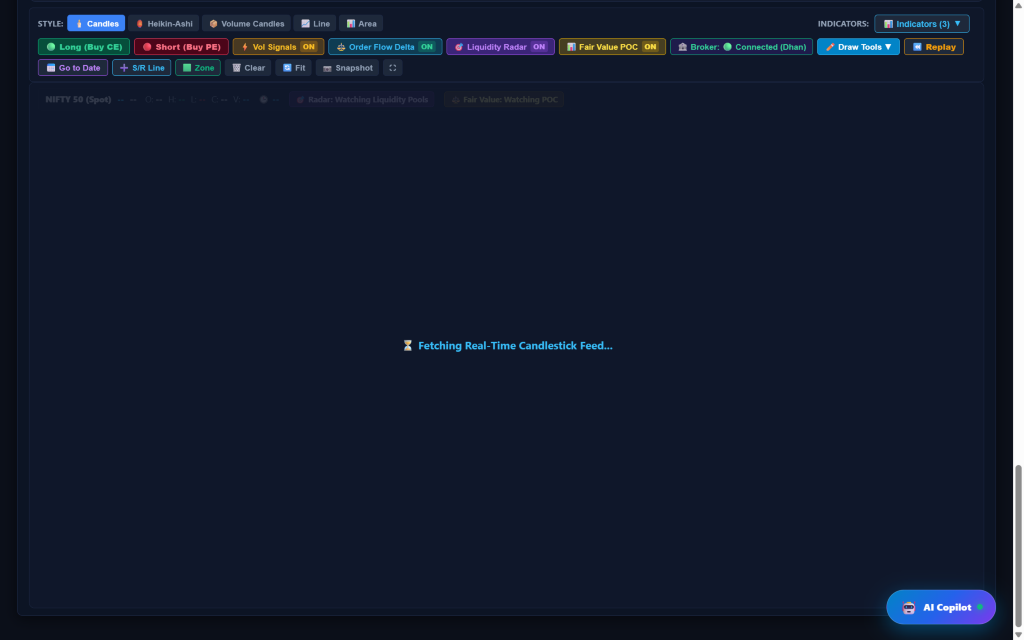 STYLE: Candles Heikin-Ashi Volume Candles Line Area INDICATORS: Indicators (3) ▼
Long (Buy CE) Short (Buy PE) Vol Signals ON Order Flow Delta ON Liquidity Radar ON Fair Value POC ON Broker: Connected (Dhan) Draw Tools ▼ Replay
Go to Date S/R Line Zone Clear Fit Snapshot
NIFTY 50 (Spot) -- -- O: -- H: -- L: -- C: -- V: -- -- Radar: Watching Liquidity Pools Fair Value: Watching POC
Fetching Real-Time Candlestick Feed...
AI Copilot